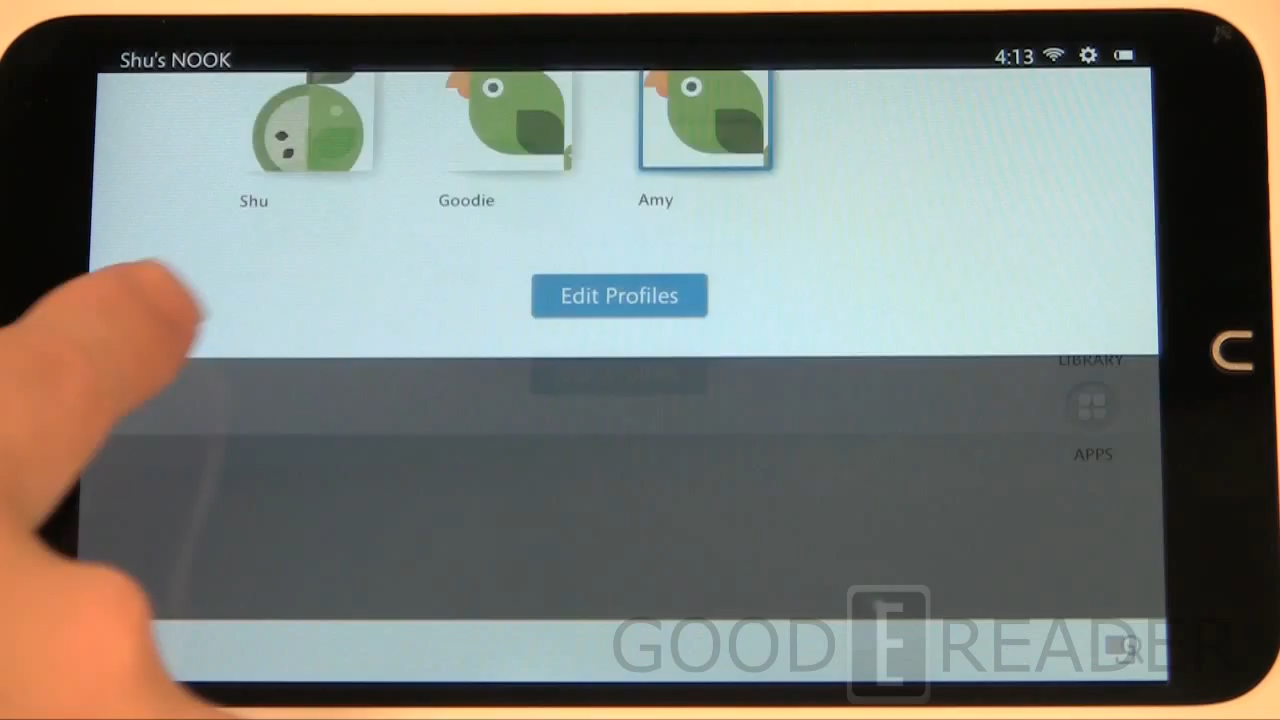 Shu's NOOK
4:13
Shu
Goodie
Amy
Edit Profiles
LIBRARY
APPS
GOOD E READER